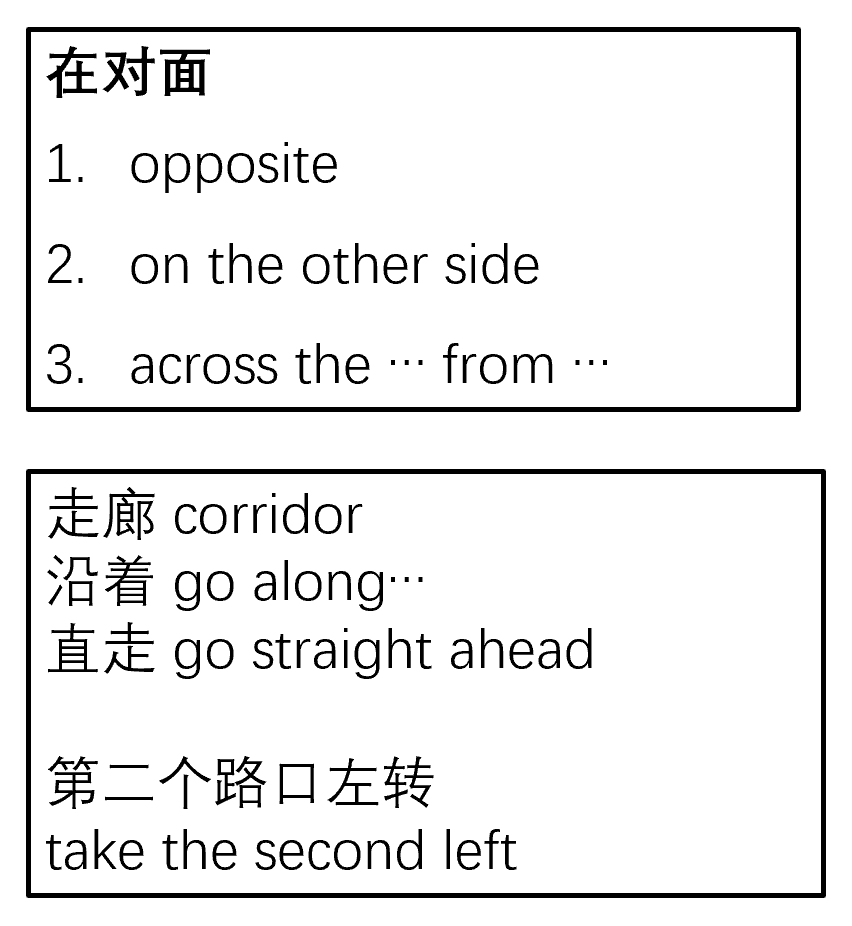 在对面
1. opposite
2. on the other side
3. across the … from …
走廊 corridor
沿着 go along…
直走 go straight ahead
第二个路口左转
take the second left